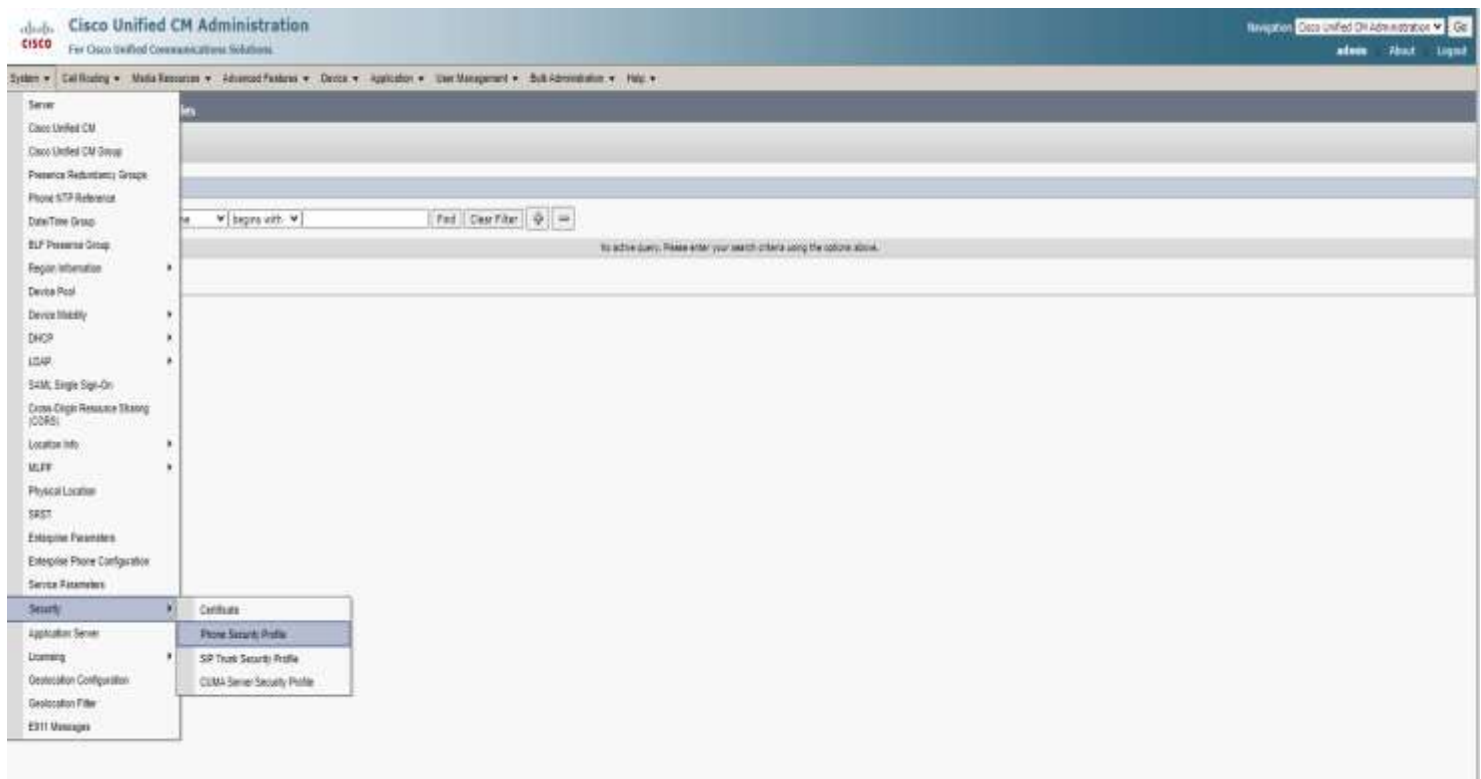 Cisco Unified CM Administration
CISCO For Cisco Unified Communications Solutions
Navigation Cisco Unified CM Administration Go
admin About Logout
System Call Routing Media Resources Advanced Features Device Application User Management Bulk Administration Help
Server
Cisco Unified CM
Cisco Unified CM Group
Presence Redundancy Groups
Phone NTP Reference
Date/Time Group
begins with Find Clear Filter
BLF Presence Group
No active query. Please enter your search criteria using the options above.
Region Information
Device Pool
Device Mobility
DHCP
LDAP
SAML Single Sign-On
Cross-Origin Resource Sharing
(CORS)
Location Info
MLPP
Physical Location
SRST
Enterprise Parameters
Enterprise Phone Configuration
Service Parameters
Security
Certificate
Application Server
Phone Security Profile
Licensing
SIP Trunk Security Profile
Geolocation Configuration
CUMA Server Security Profile
Geolocation Filter
E911 Messages